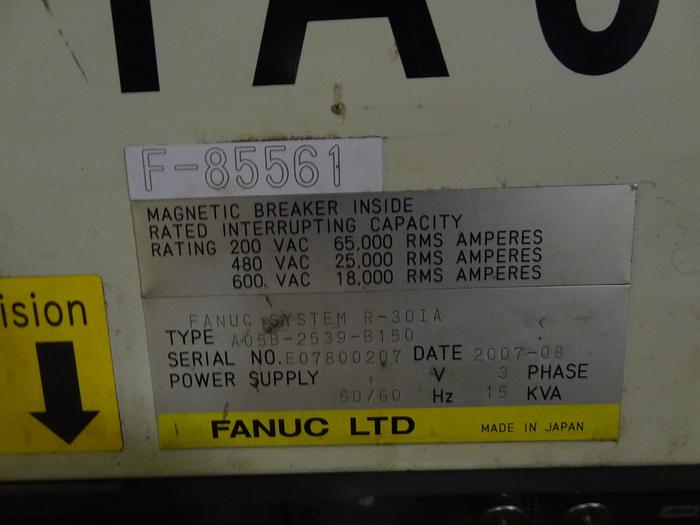 F-85561
MAGNETIC BREAKER INSIDE
RATED INTERRUPTING CAPACITY
RATING 200 VAC 65,000 RMS AMPERES
480 VAC 25,000 RMS AMPERES
600 VAC 18,000 RMS AMPERES
FANUC SYSTEM R-30IA
TYPE A05B-2539-B150
SERIAL NO. E07800207 DATE 2007-08
POWER SUPPLY V 3 PHASE
50/60 Hz 15 KVA
FANUC LTD MADE IN JAPAN
ision